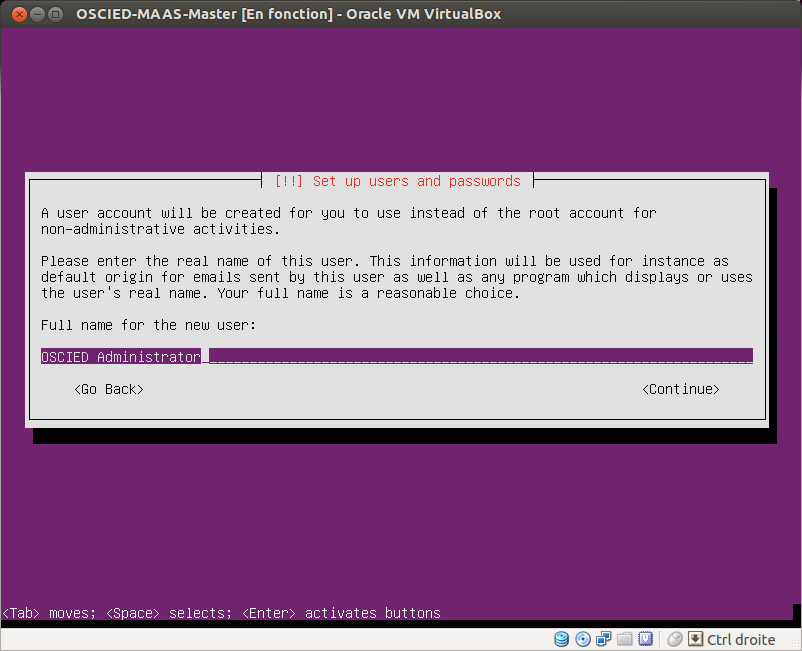 OSCIED-MAAS-Master [En fonction] - Oracle VM VirtualBox
[!!] Set up users and passwords
A user account will be created for you to use instead of the root account for
non-administrative activities.
Please enter the real name of this user. This information will be used for instance as
default origin for emails sent by this user as well as any program which displays or uses
the user's real name. Your full name is a reasonable choice.
Full name for the new user:
OSCIED Administrator
<Go Back> <Continue>
<Tab> moves; <Space> selects; <Enter> activates buttons
Ctrl droite